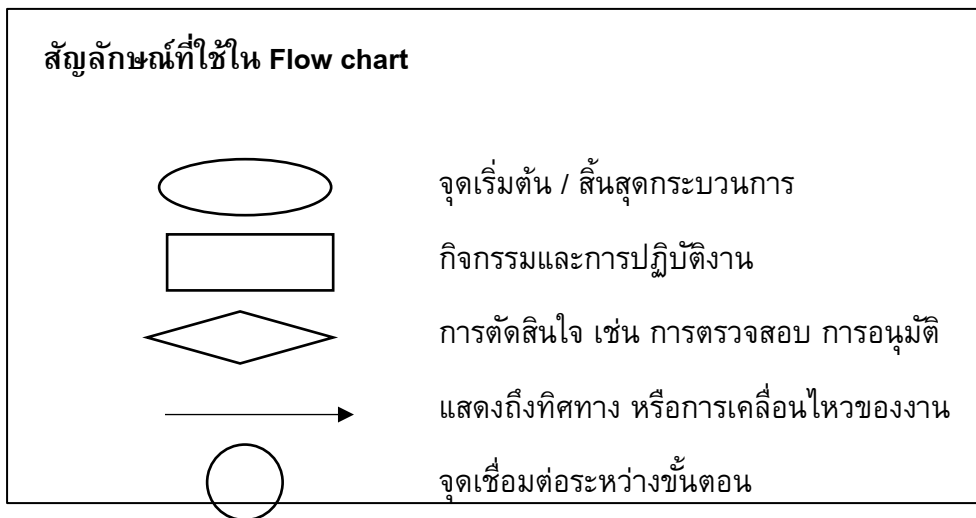 สัญลักษณ์ที่ใช้ใน Flow chart
จุดเริ่มต้น / สิ้นสุดกระบวนการ
กิจกรรมและการปฏิบัติงาน
การตัดสินใจ เช่น การตรวจสอบ การอนุมัติ
แสดงถึงทิศทาง หรือการเคลื่อนไหวของงาน
จุดเชื่อมต่อระหว่างขั้นตอน